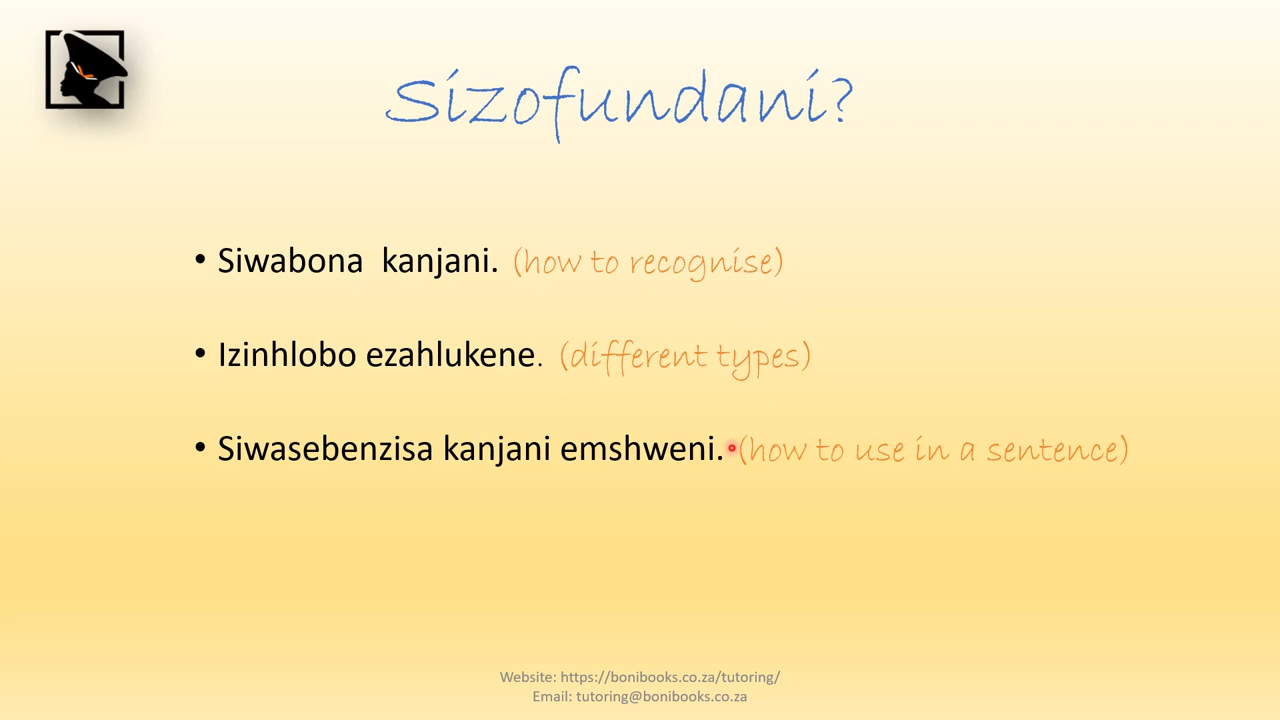 Sizofundani?
• Siwabona kanjani. (how to recognise)
• Izinhlobo ezahlukene. (different types)
• Siwasebenzisa kanjani emshweni. (how to use in a sentence)
Website: https://bonibooks.co.za/tutoring/
Email: tutoring@bonibooks.co.za